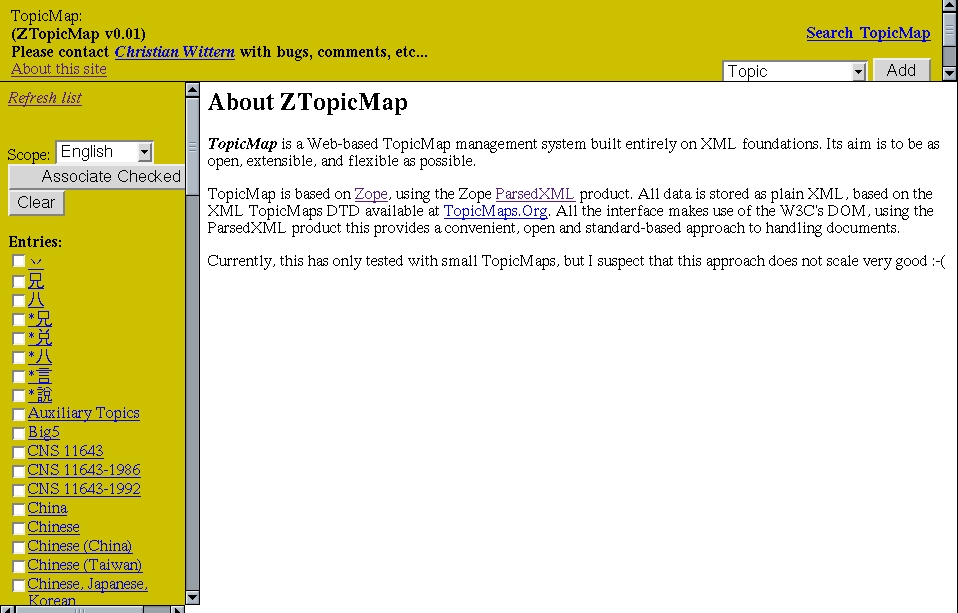 TopicMap:
(ZTopicMap v0.01)
Please contact Christian Wittern with bugs, comments, etc...
About this site
Search TopicMap
Topic
Add
Refresh list
Scope: English
Associate Checked
Clear
Entries:
丷
兄
八
*兄
*兑
*八
*言
*說
Auxiliary Topics
Big5
CNS 11643
CNS 11643-1986
CNS 11643-1992
China
Chinese
Chinese (China)
Chinese (Taiwan)
Chinese, Japanese,
Korean
About ZTopicMap
TopicMap is a Web-based TopicMap management system built entirely on XML foundations. Its aim is to be as
open, extensible, and flexible as possible.
TopicMap is based on Zope, using the Zope ParsedXML product. All data is stored as plain XML, based on the
XML TopicMaps DTD available at TopicMaps.Org. All the interface makes use of the W3C's DOM, using the
ParsedXML product this provides a convenient, open and standard-based approach to handling documents.
Currently, this has only tested with small TopicMaps, but I suspect that this approach does not scale very good :-(